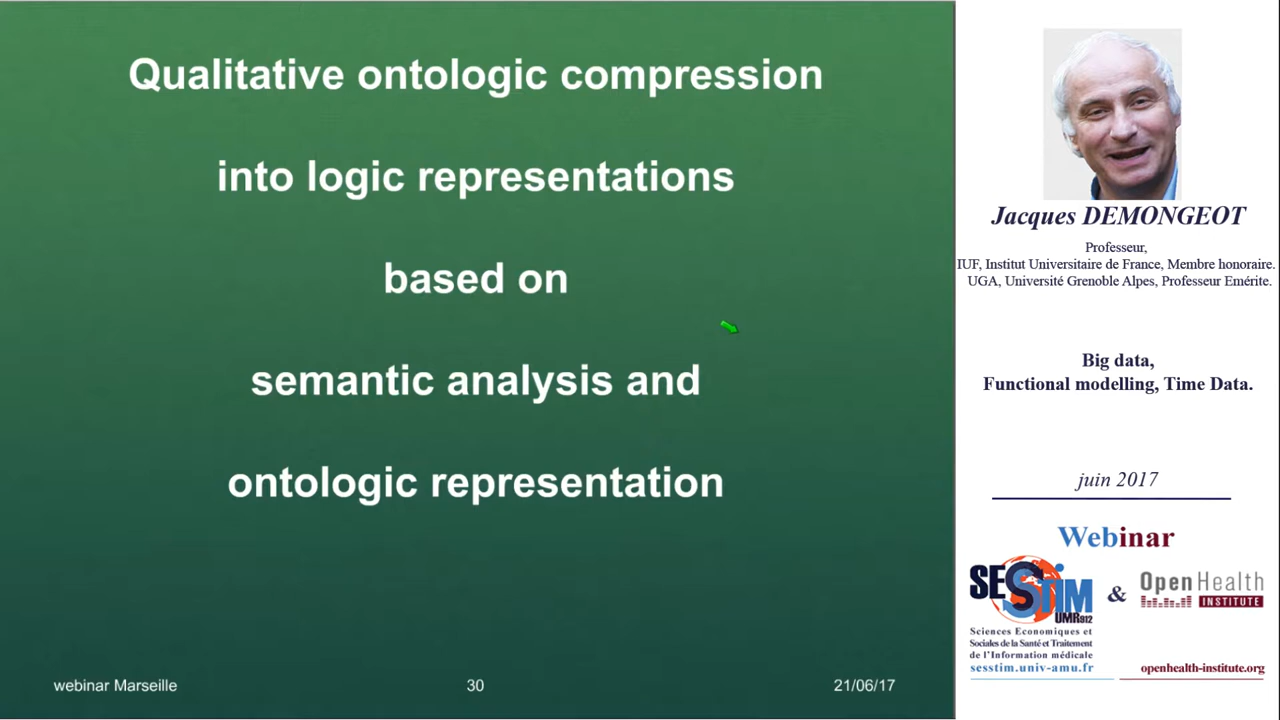 Qualitative ontologic compression
into logic representations
based on
semantic analysis and
ontologic representation
webinar Marseille
30
21/06/17
Jacques DEMONGEOT
Professeur,
IUF, Institut Universitaire de France, Membre honoraire.
UGA, Université Grenoble Alpes, Professeur Emérite.
Big data,
Functional modelling, Time Data.
juin 2017
Webinar
SESSTIM
UMR912
&
OpenHealth
INSTITUTE
Sciences Economiques et
Sociales de la Santé et Traitement
de l'Information médicale
sesstim.univ-amu.fr
openhealth-institute.org